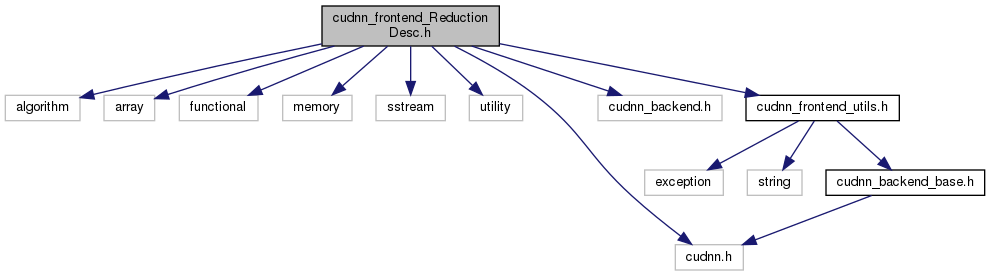 cudnn_frontend_Reduction
Desc.h
algorithm
array
functional
memory
sstream
utility
cudnn_backend.h
cudnn_frontend_utils.h
exception
string
cudnn_backend_base.h
cudnn.h